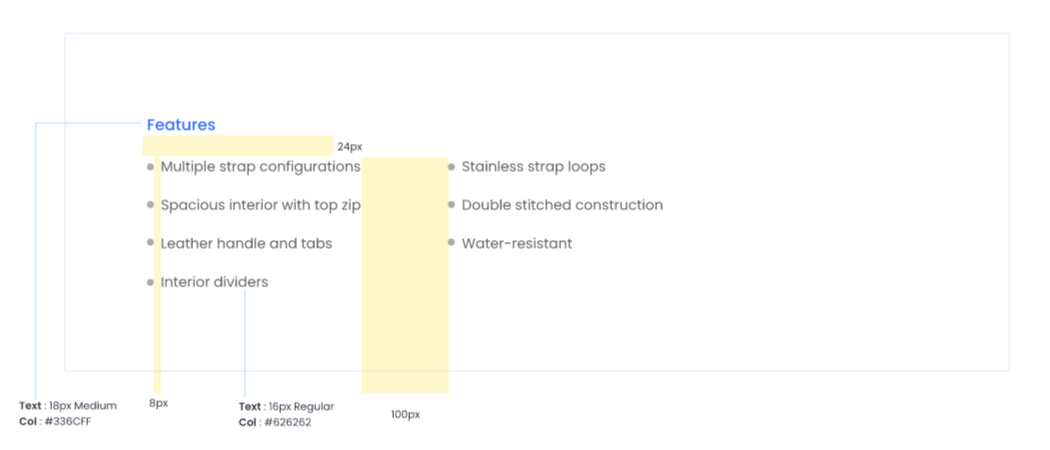 Features
24px
Multiple strap configurations
Spacious interior with top zip
Leather handle and tabs
Interior dividers
Stainless strap loops
Double stitched construction
Water-resistant
Text : 18px Medium
Col : #336CFF
8px
Text : 16px Regular
Col : #626262
100px